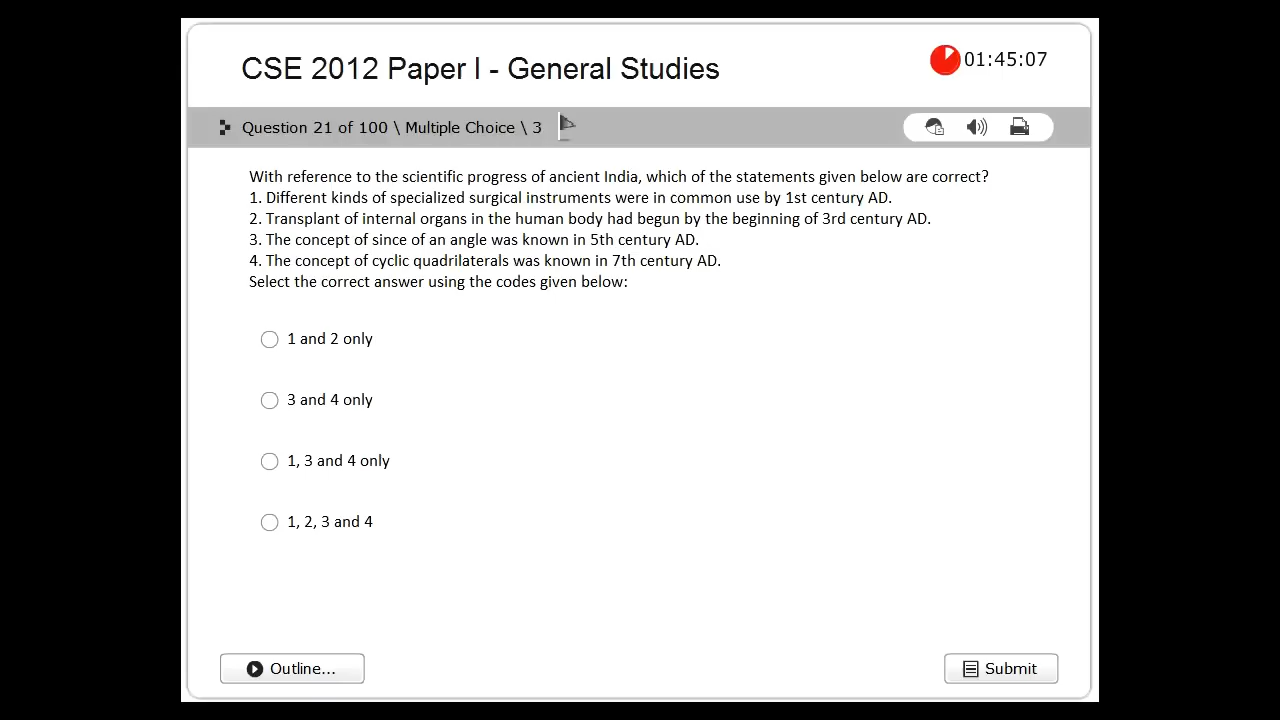 CSE 2012 Paper I - General Studies
01:45:07
Question 21 of 100 \ Multiple Choice \ 3
With reference to the scientific progress of ancient India, which of the statements given below are correct?
1. Different kinds of specialized surgical instruments were in common use by 1st century AD.
2. Transplant of internal organs in the human body had begun by the beginning of 3rd century AD.
3. The concept of since of an angle was known in 5th century AD.
4. The concept of cyclic quadrilaterals was known in 7th century AD.
Select the correct answer using the codes given below:
1 and 2 only
3 and 4 only
1, 3 and 4 only
1, 2, 3 and 4
Outline...
Submit